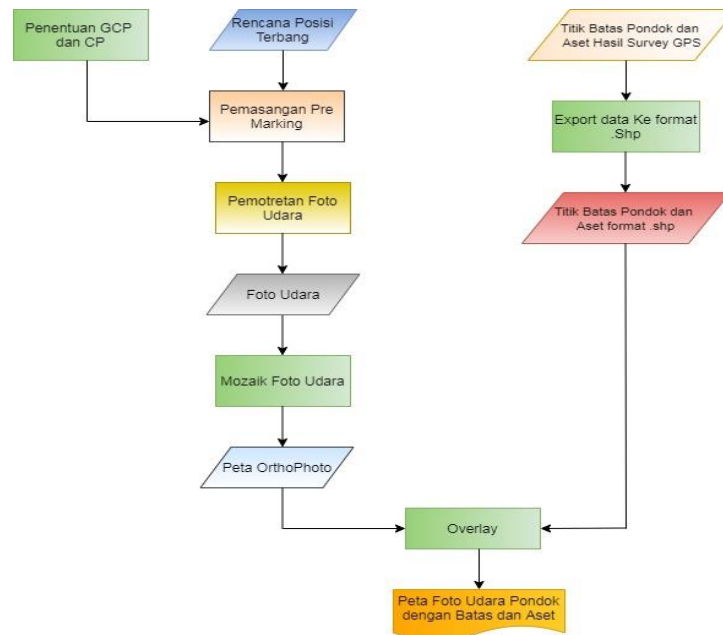 Penentuan GCP
dan CP
Rencana Posisi
Terbang
Titik Batas Pondok dan
Aset Hasil Survey GPS
Pemasangan Pre
Marking
Export data Ke format
.Shp
Pemotretan Foto
Udara
Titik Batas Pondok dan
Aset format .shp
Foto Udara
Mozaik Foto Udara
Peta OrthoPhoto
Overlay
Peta Foto Udara Pondok
dengan Batas dan Aset